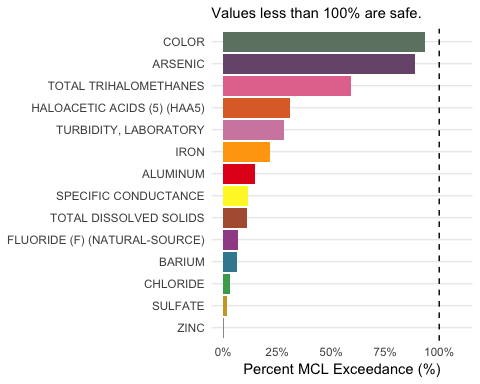 Values less than 100% are safe.
COLOR
ARSENIC
TOTAL TRIHALOMETHANES
HALOACETIC ACIDS (5) (HAA5)
TURBIDITY, LABORATORY
IRON
ALUMINUM
SPECIFIC CONDUCTANCE
TOTAL DISSOLVED SOLIDS
FLUORIDE (F) (NATURAL-SOURCE)
BARIUM
CHLORIDE
SULFATE
ZINC
0% 25% 50% 75% 100%
Percent MCL Exceedance (%)